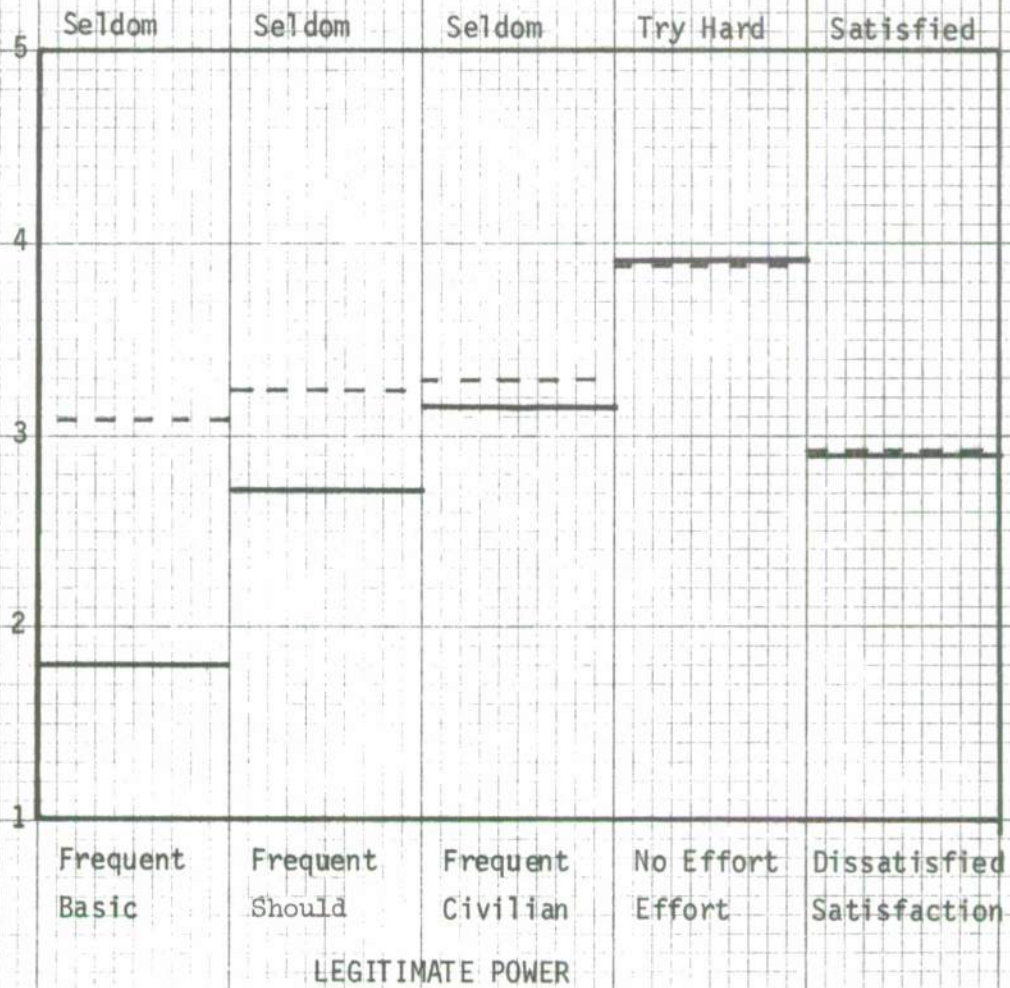 Seldom Seldom Seldom Try Hard Satisfied
5
4
3
2
1
Frequent Frequent Frequent No Effort Dissatisfied
Basic Should Civilian Effort Satisfaction
LEGITIMATE POWER